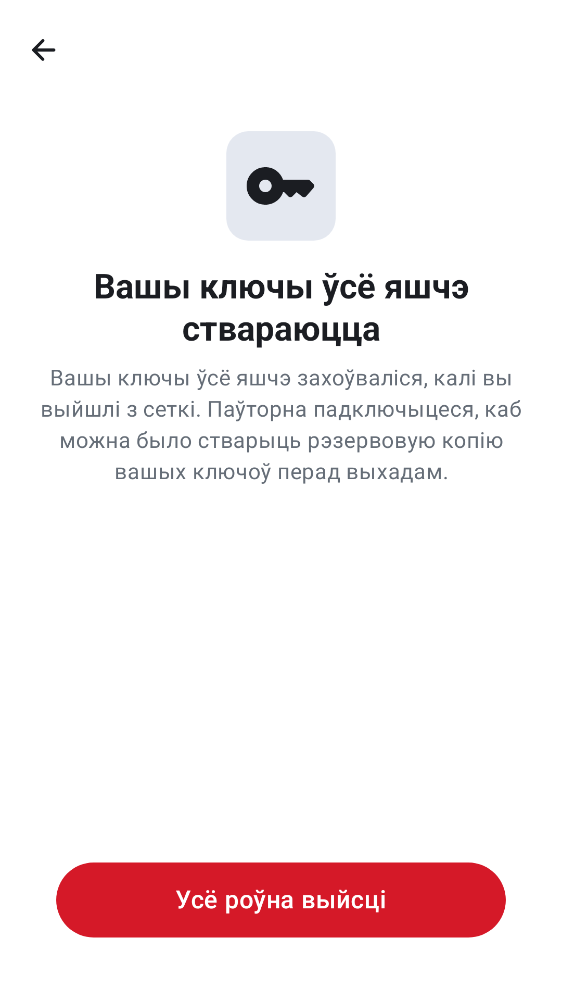 Вашы ключы ўсё яшчэ
ствараюцца
Вашы ключы ўсё яшчэ захоўваліся, калі вы
выйшлі з сеткі. Паўторна падключыцеся, каб
можна было стварыць рэзервовую копію
вашых ключоў перад выхадам.
Усё роўна выйсці